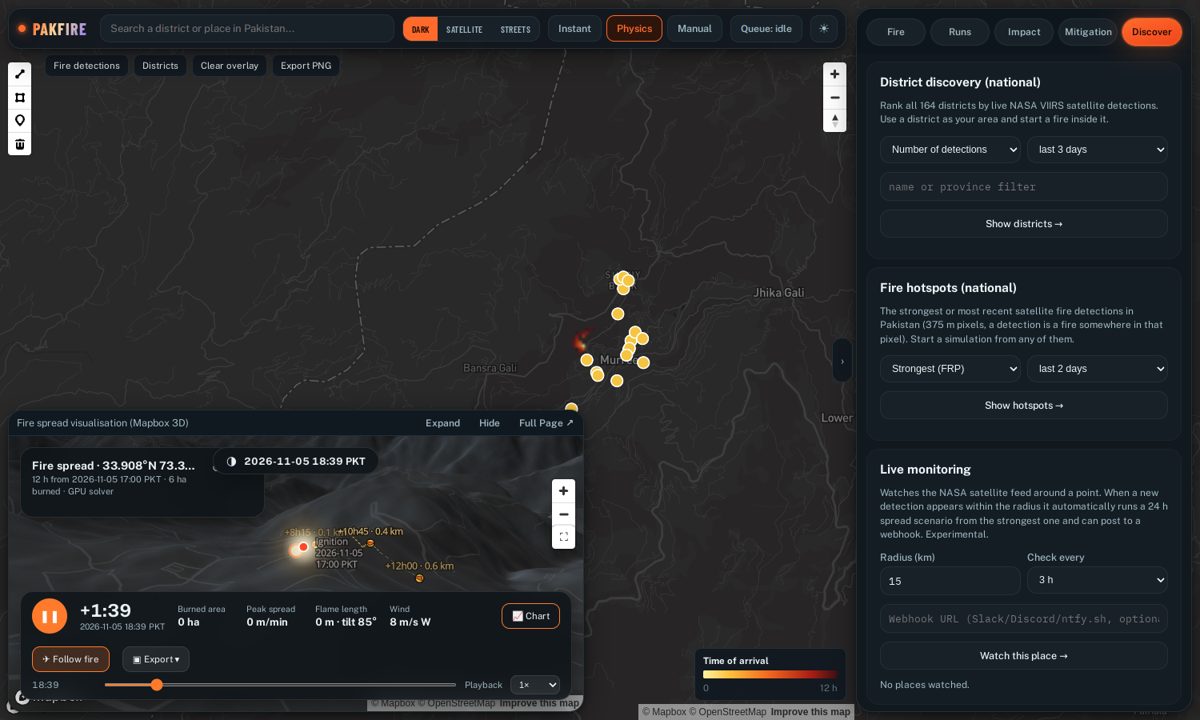 PAKFIRE
Search a district or place in Pakistan...
DARK SATELLITE STREETS
Instant
Physics
Manual
Queue: idle
Fire detections
Districts
Clear overlay
Export PNG
Jhika Gali
Bansra Gali
Lower
Fire spread visualisation (Mapbox 3D)
Expand
Hide
Full Page ↗
Fire spread · 33.908°N 73.3...
12 h from 2026-11-05 17:00 PKT · 6 ha
burned · GPU solver
2026-11-05 18:39 PKT
+10h45 · 0.4 km
Ignition
2026-11-05
17:00 PKT
+12h00 · 0.6 km
+1:39
2026-11-05 18:39 PKT
Burned area
0 ha
Peak spread
0 m/min
Flame length
0 m · tilt 85°
Wind
8 m/s W
Chart
Follow fire
Export ▾
18:39
Playback
1×
© Mapbox © OpenStreetMap Improve this map
Time of arrival
0 12 h
© Mapbox © OpenStreetMap Improve this map
Fire
Runs
Impact
Mitigation
Discover
District discovery (national)
Rank all 164 districts by live NASA VIIRS satellite detections.
Use a district as your area and start a fire inside it.
Number of detections
last 3 days
name or province filter
Show districts →
Fire hotspots (national)
The strongest or most recent satellite fire detections in
Pakistan (375 m pixels, a detection is a fire somewhere in that
pixel). Start a simulation from any of them.
Strongest (FRP)
last 2 days
Show hotspots →
Live monitoring
Watches the NASA satellite feed around a point. When a new
detection appears within the radius it automatically runs a 24 h
spread scenario from the strongest one and can post to a
webhook. Experimental.
Radius (km)
Check every
15
3 h
Webhook URL (Slack/Discord/ntfy.sh, optiona
Watch this place →
No places watched.